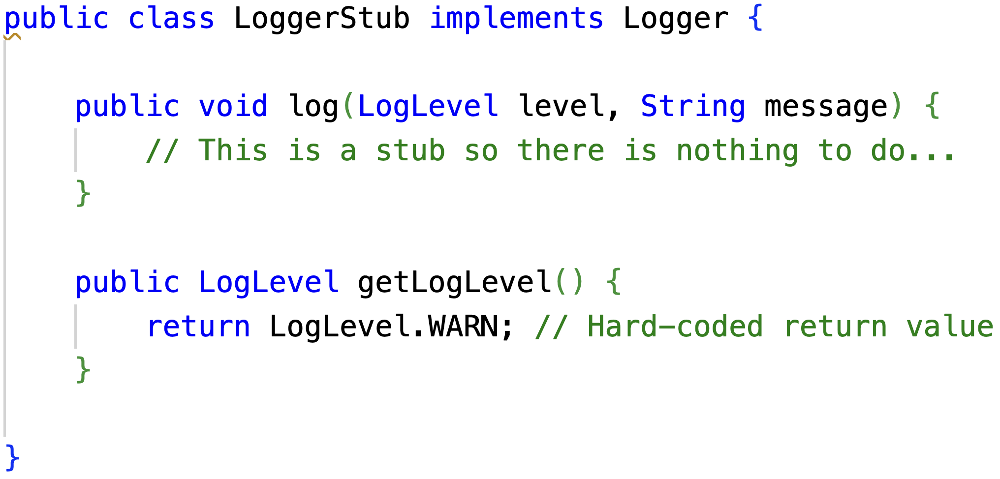 public class LoggerStub implements Logger {
public void log(LogLevel level, String message) {
// This is a stub so there is nothing to do...
}
public LogLevel getLogLevel() {
return LogLevel.WARN; // Hard-coded return value
}
}